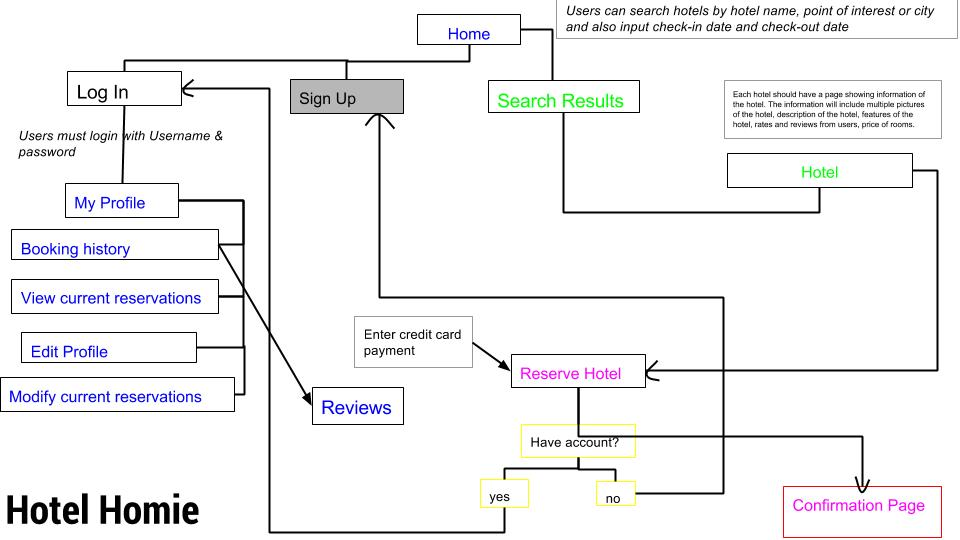 Users can search hotels by hotel name, point of interest or city
and also input check-in date and check-out date
Home
Log In
Sign Up
Search Results
Each hotel should have a page showing information of
the hotel. The information will include multiple pictures
of the hotel, description of the hotel, features of the
hotel, rates and reviews from users, price of rooms.
Users must login with Username &
password
Hotel
My Profile
Booking history
View current reservations
Edit Profile
Modify current reservations
Enter credit card
payment
Reserve Hotel
Reviews
Have account?
yes
no
Confirmation Page
Hotel Homie